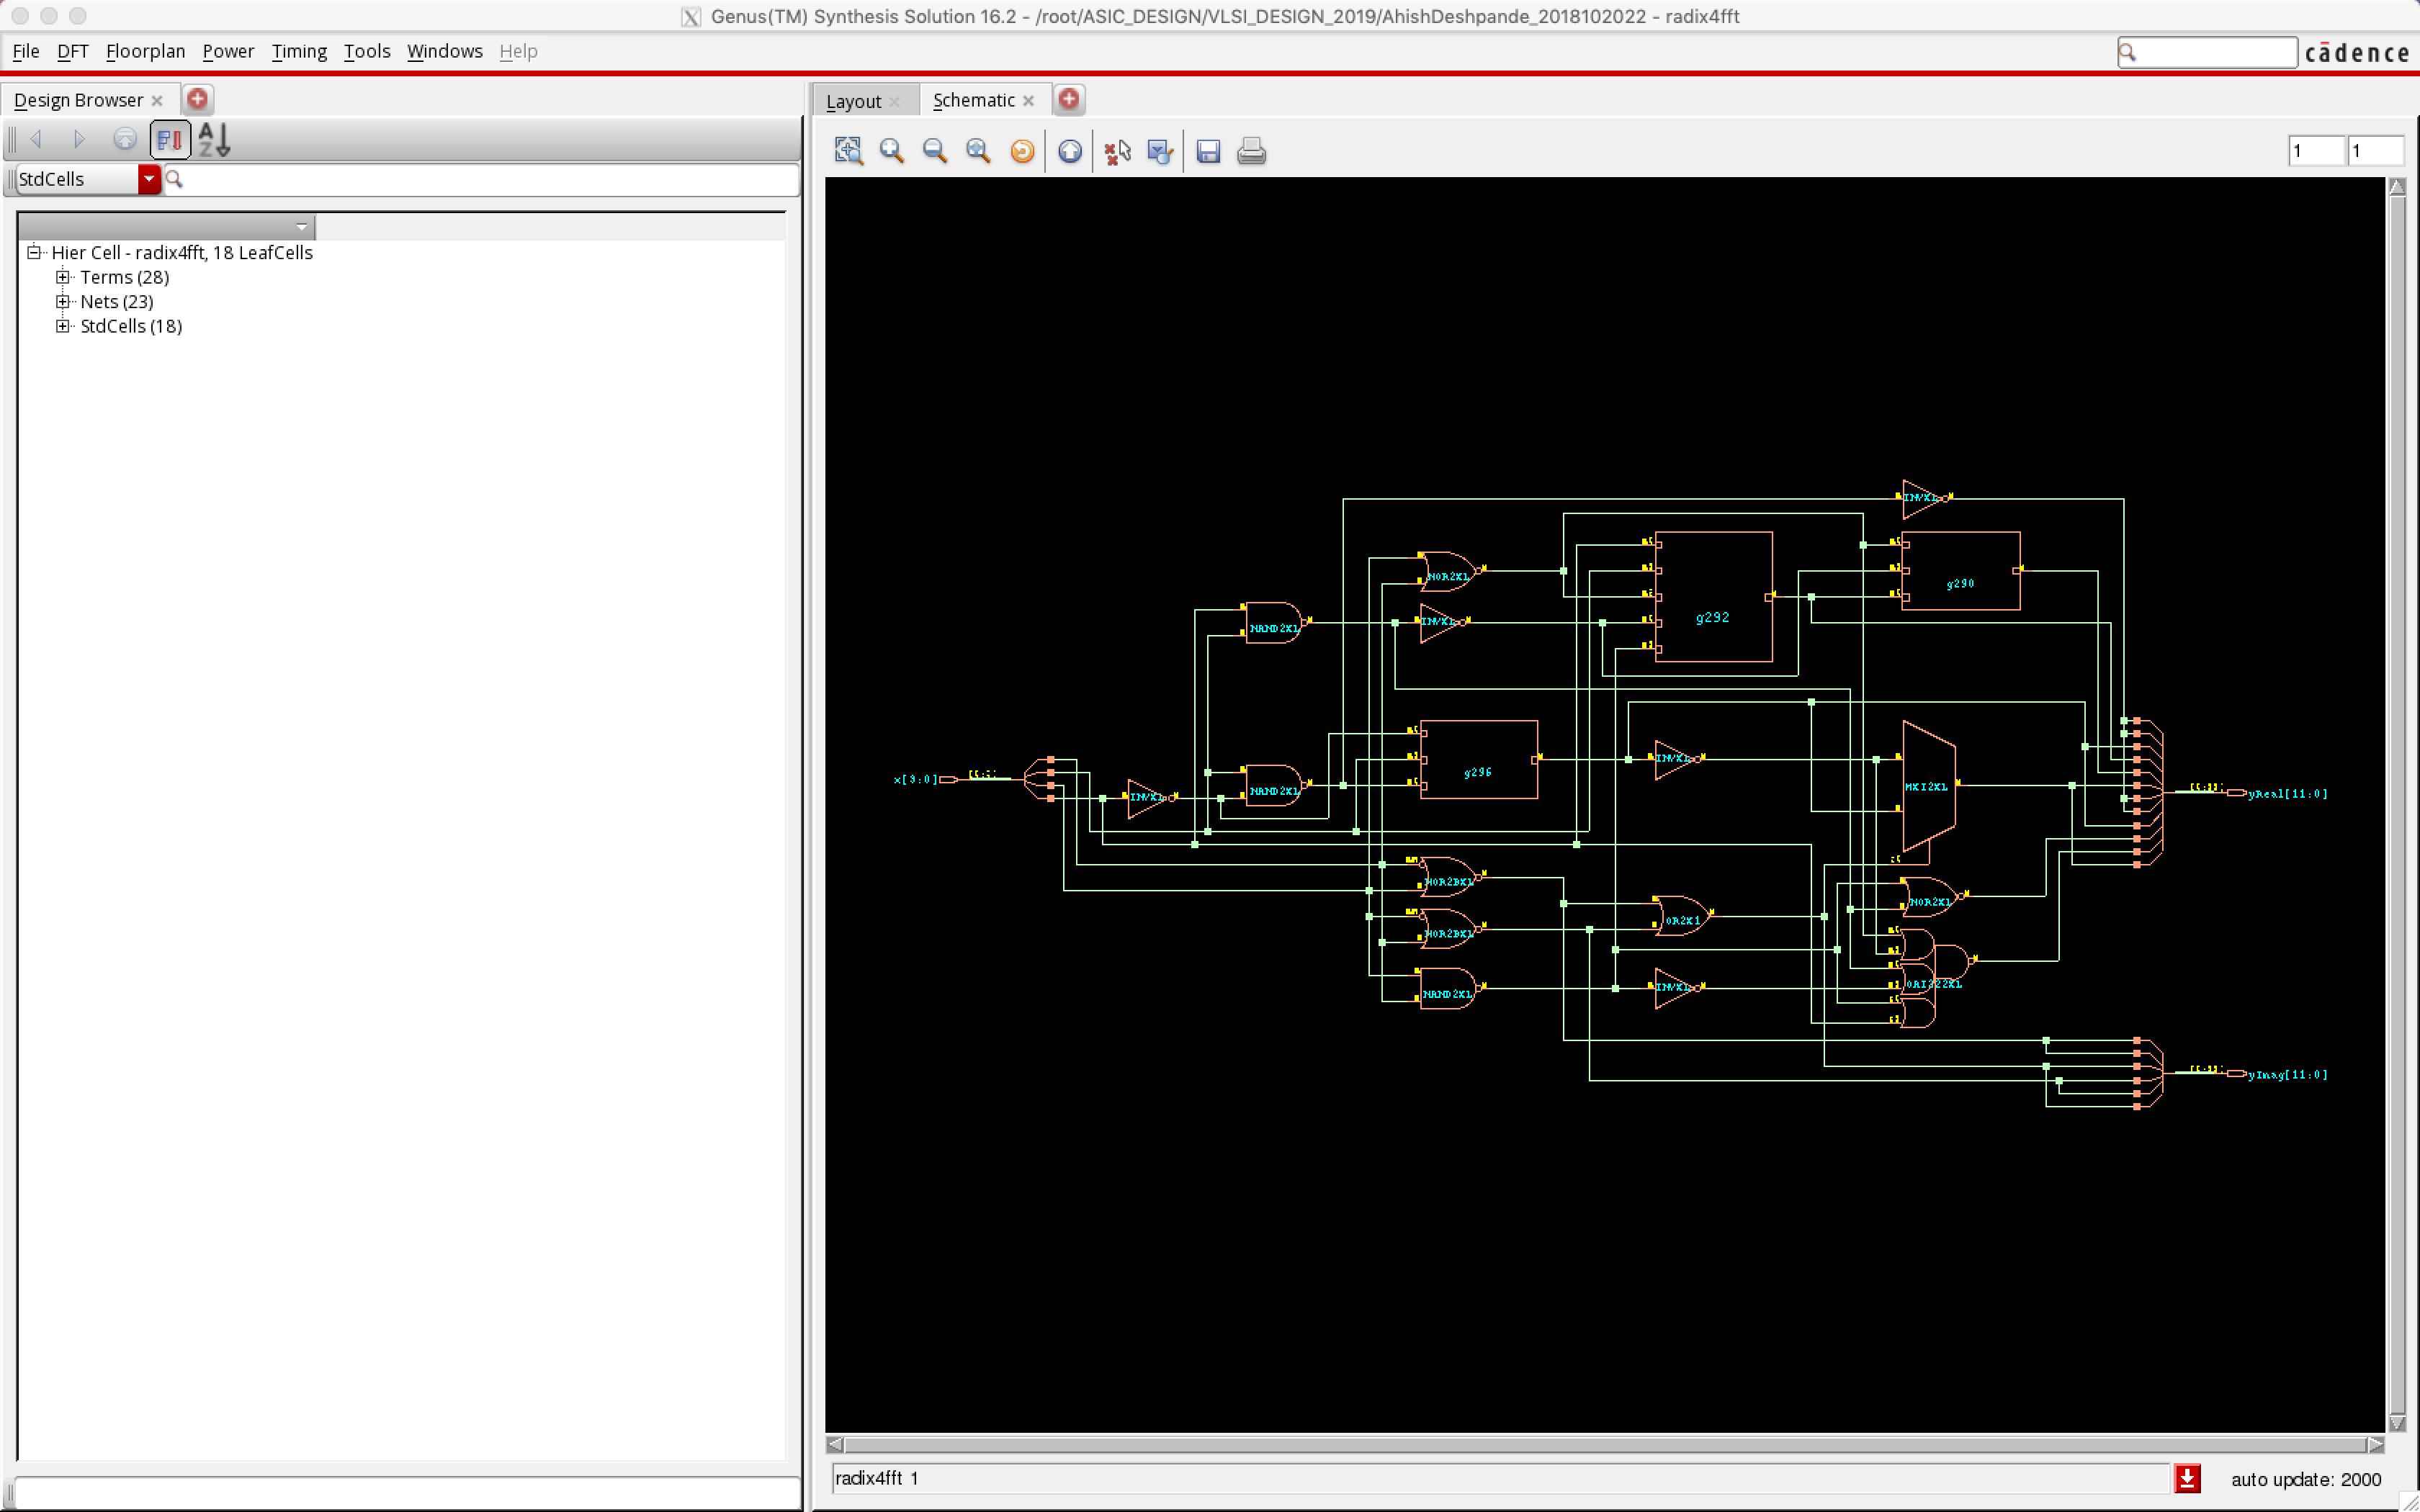 Genus(TM) Synthesis Solution 16.2 - /root/ASIC_DESIGN/VLSI_DESIGN_2019/AhishDeshpande_2018102022 - radix4fft
File DFT Floorplan Power Timing Tools Windows Help
cādence
Design Browser
Layout
Schematic
1
1
StdCells
Hier Cell - radix4fft, 18 LeafCells
Terms (28)
Nets (23)
StdCells (18)
INVX1
NOR2X1
g290
g292
NAND2X1
INVX1
g296
INVX1
MXI2X1
x[3:0]
NAND2X1
INVX1
yReal[11:0]
NOR2BX1
NOR2X1
OR2X1
NOR2BX1
NAND2X1
INVX1
OAI222X1
yImag[11:0]
radix4fft 1
auto update: 2000